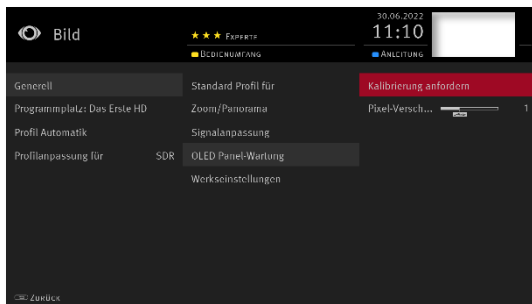 Bild
★ ★ ★ EXPERTE
BEDIENUMFANG
30.06.2022
11:10
ANLEITUNG
Generell
Programmplatz: Das Erste HD
Profil Automatik
Profilanpassung für SDR
Standard Profil für
Zoom/Panorama
Signalanpassung
OLED Panel-Wartung
Werkseinstellungen
Kalibrierung anfordern
Pixel-Versch... 1
ZURÜCK